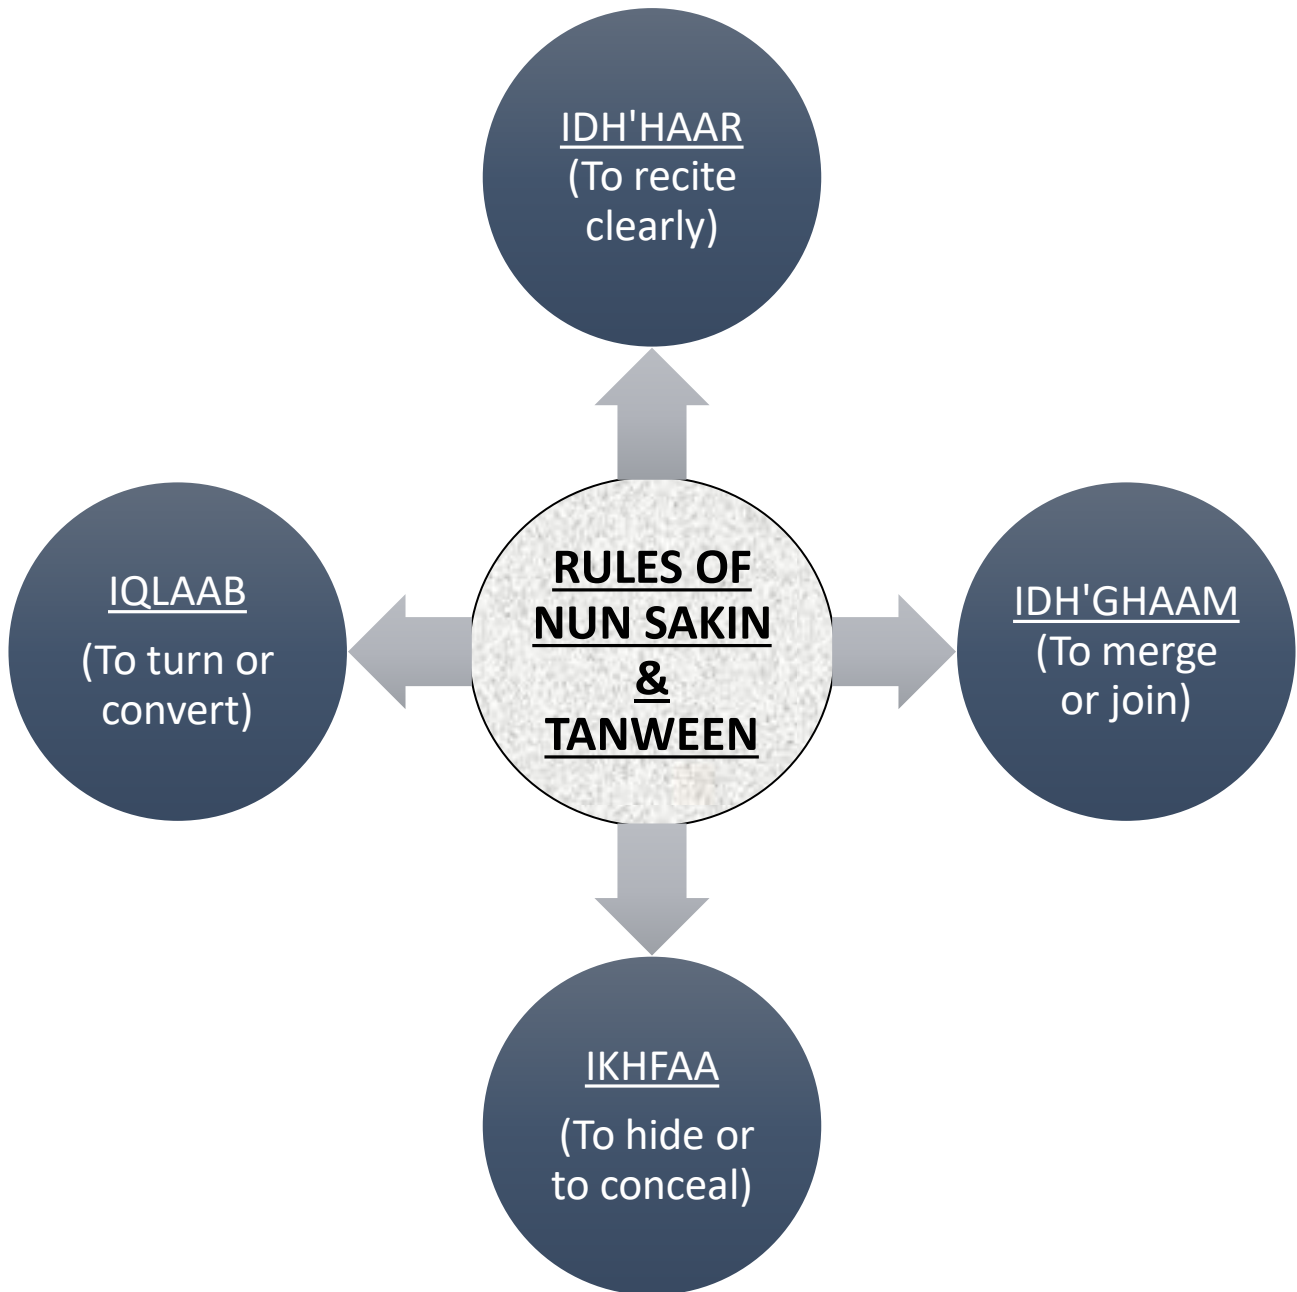 IDH'HAAR
(To recite
clearly)
IQLAAB
(To turn or
convert)
RULES OF
NUN SAKIN
&
TANWEEN
IDH'GHAAM
(To merge
or join)
IKHFAA
(To hide or
to conceal)